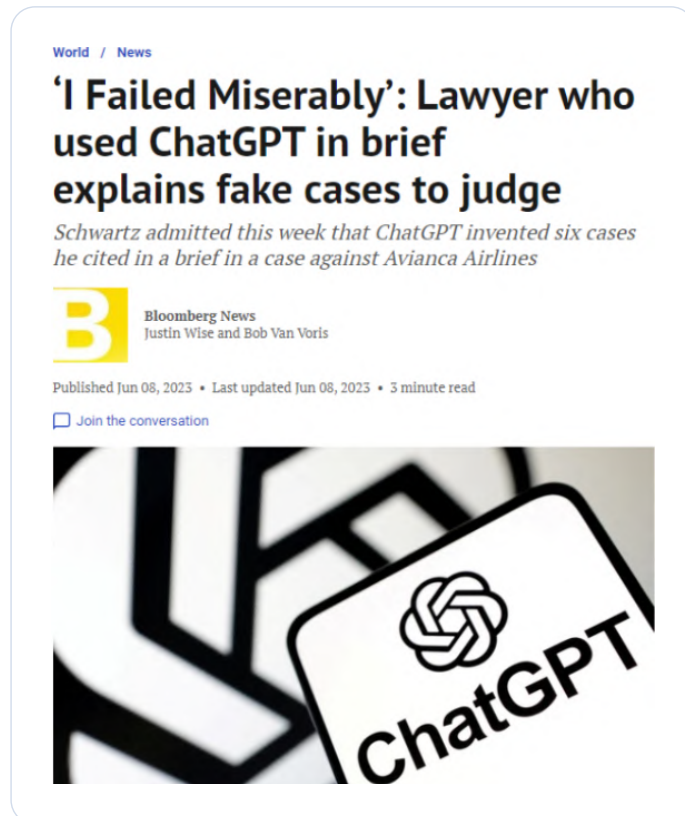 World / News
‘I Failed Miserably’: Lawyer who
used ChatGPT in brief
explains fake cases to judge
Schwartz admitted this week that ChatGPT invented six cases
he cited in a brief in a case against Avianca Airlines
B
Bloomberg News
Justin Wise and Bob Van Voris
Published Jun 08, 2023 • Last updated Jun 08, 2023 • 3 minute read
Join the conversation
ChatGPT